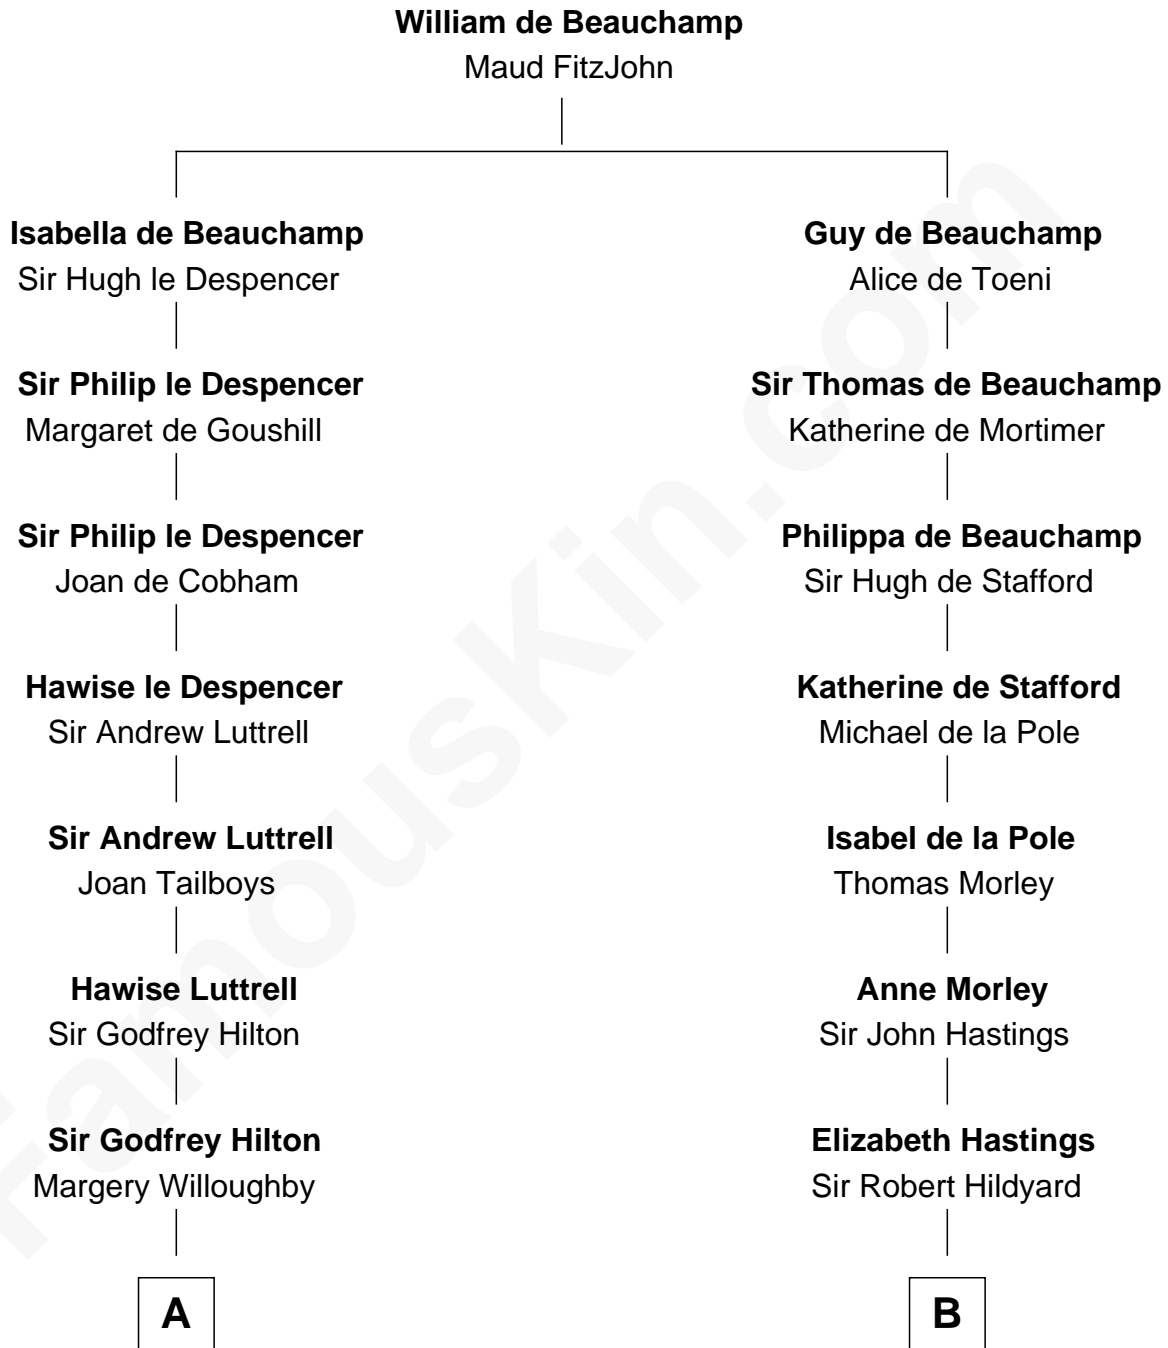 William de Beauchamp
Maud FitzJohn
Isabella de Beauchamp
Sir Hugh le Despencer
Guy de Beauchamp
Alice de Toeni
Sir Philip le Despencer
Margaret de Goushill
Sir Thomas de Beauchamp
Katherine de Mortimer
Sir Philip le Despencer
Joan de Cobham
Philippa de Beauchamp
Sir Hugh de Stafford
Hawise le Despencer
Sir Andrew Luttrell
Katherine de Stafford
Michael de la Pole
Sir Andrew Luttrell
Joan Tailboys
Isabel de la Pole
Thomas Morley
Hawise Luttrell
Sir Godfrey Hilton
Anne Morley
Sir John Hastings
Sir Godfrey Hilton
Margery Willoughby
Elizabeth Hastings
Sir Robert Hildyard
A
B
FamousKin.com